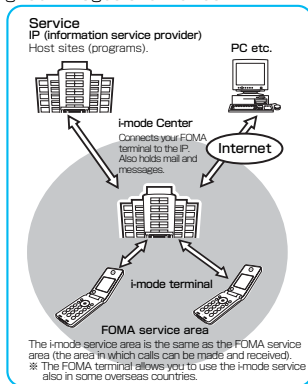 Service
IP (information service provider)
Host sites (programs).
PC etc.
i-mode Center
Connects your FOMA
terminal to the IP.
Also holds mail and
messages.
Internet
i-mode terminal
FOMA service area
The i-mode service area is the same as the FOMA service
area (the area in which calls can be made and received).
※ The FOMA terminal allows you to use the i-mode service
also in some overseas countries.